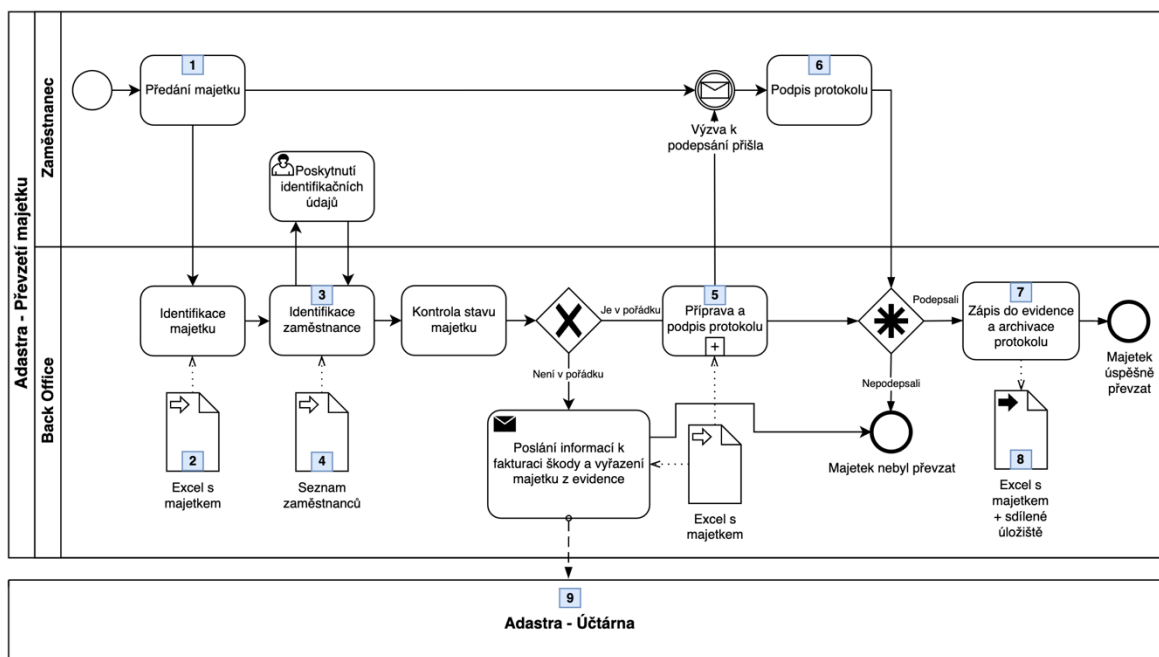 Adastra - Převzetí majetku
Zaměstnanec
1
Předání majetku
Poskytnutí
identifikačních
údajů
Výzva k
podepsání přišla
6
Podpis protokolu
Back Office
Identifikace
majetku
3
Identifikace
zaměstnance
Kontrola stavu
majetku
Je v pořádku
Není v pořádku
5
Příprava a
podpis protokolu
Podepsali
Nepodepsali
7
Zápis do evidence
a archivace
protokolu
Majetek
úspěšně
převzat
2
Excel s
majetkem
4
Seznam
zaměstnanců
Poslání informací k
fakturaci škody a vyřazení
majetku z evidence
Excel s
majetkem
Majetek nebyl převzat
8
Excel s
majetkem
+ sdílené
úložiště
9
Adastra - Účtárna